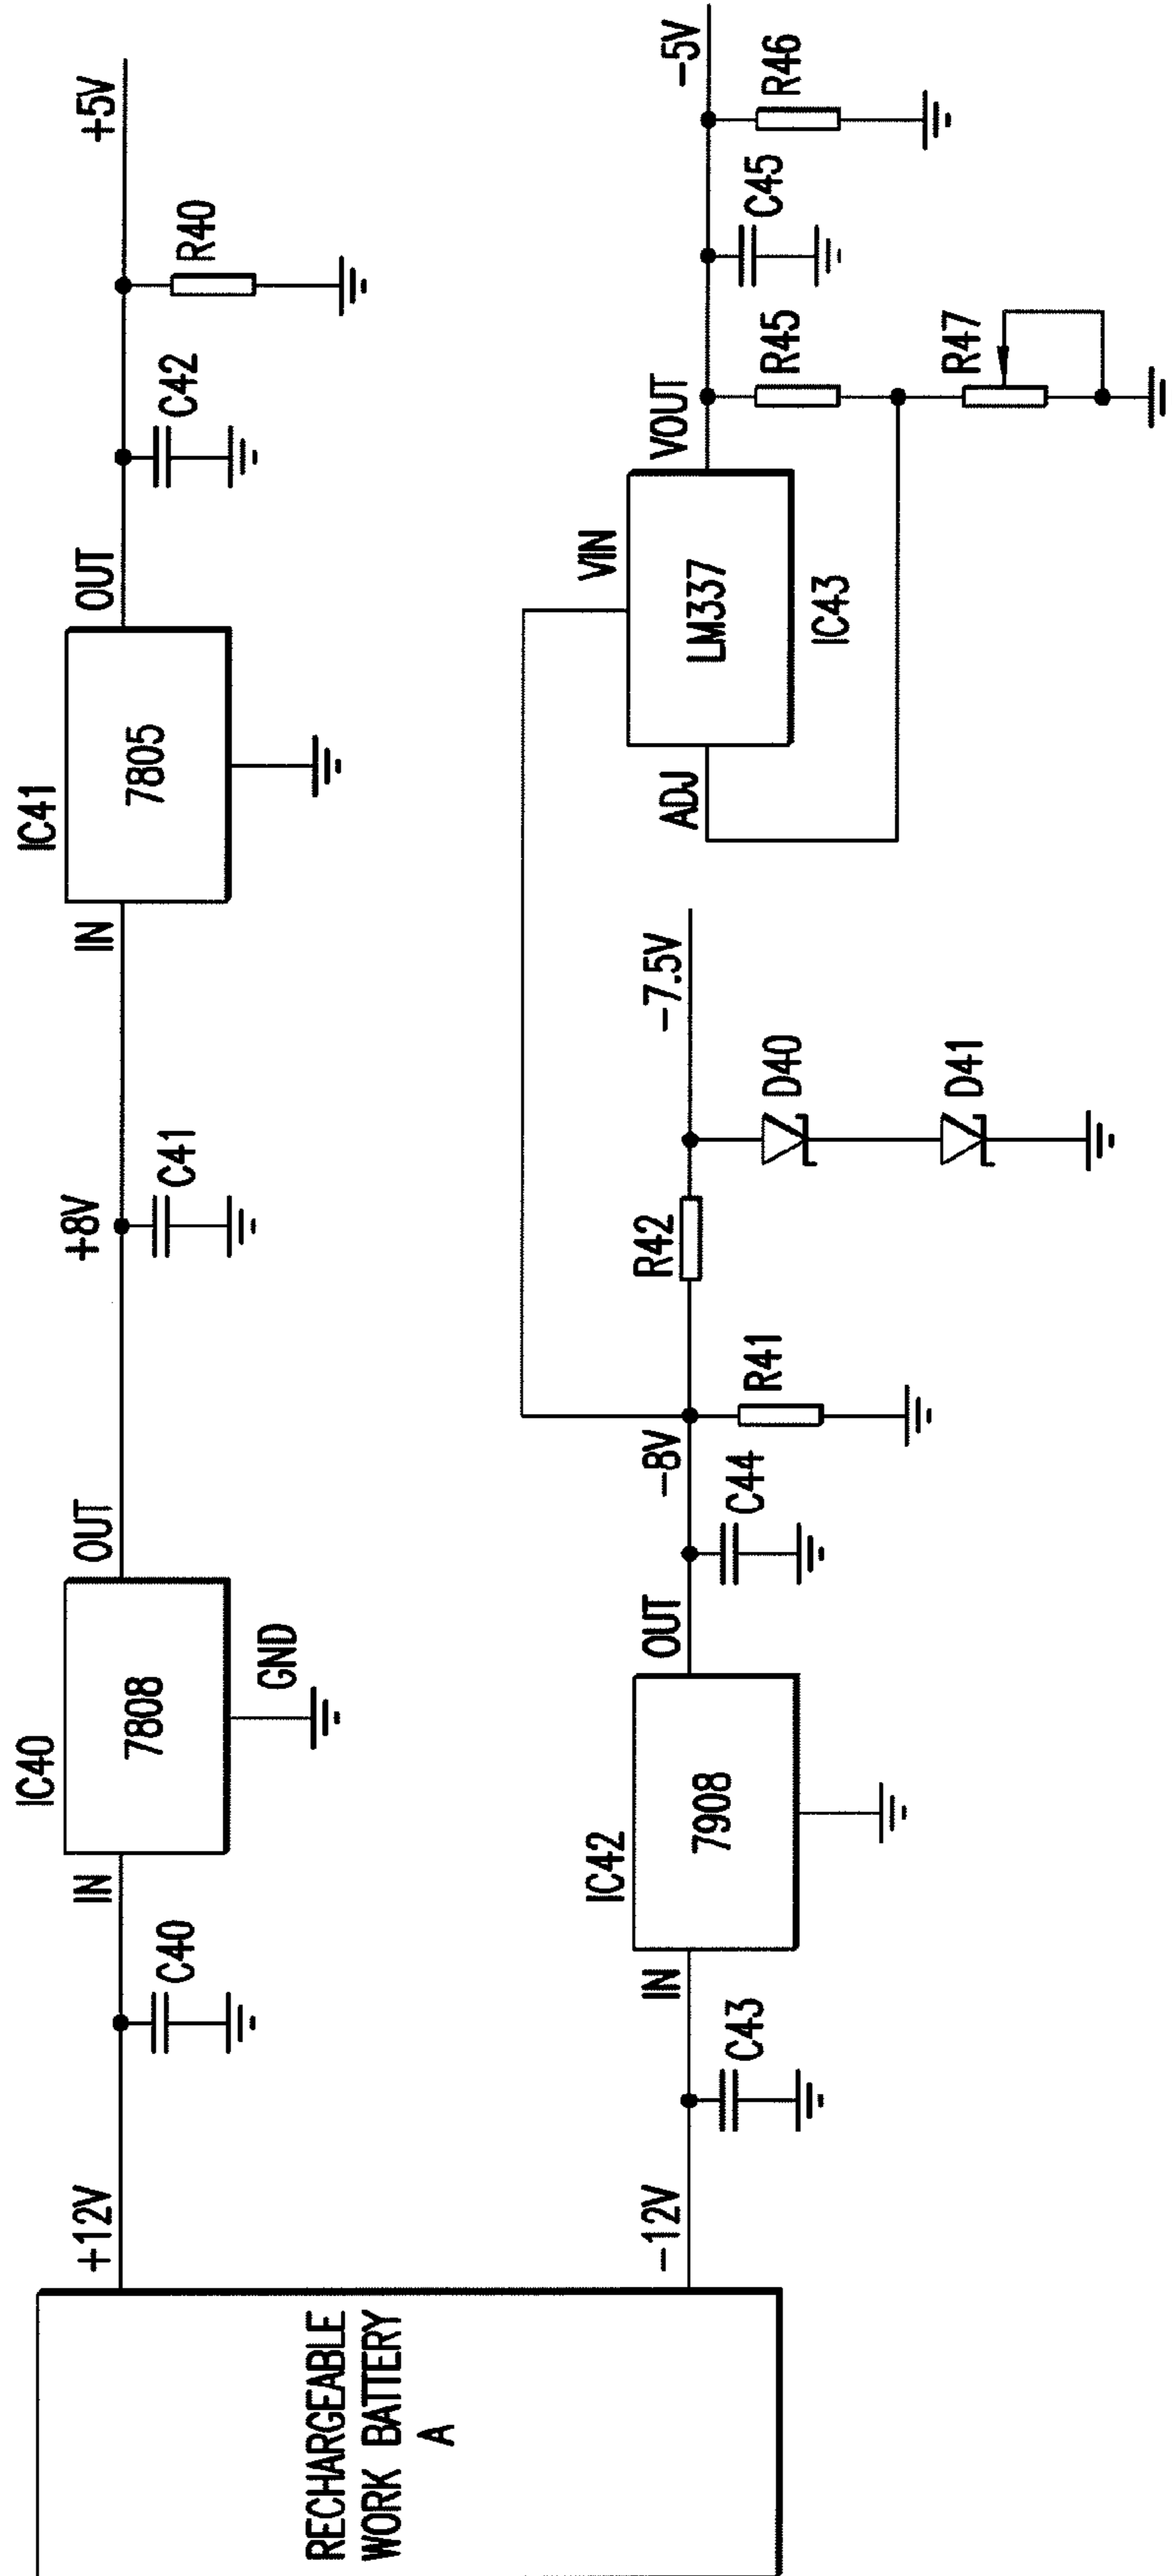 RECHARGEABLE
WORK BATTERY
A
+12V
C40
IN
IC40
7808
GND
OUT
+8V
C41
IN
IC41
7805
OUT
C42
R40
+5V
-12V
C43
IN
IC42
7908
OUT
C44
-8V
R41
R42
D40
D41
-7.5V
ADJ
LM337
IC43
VIN
VOUT
R45
R47
C45
R46
-5V